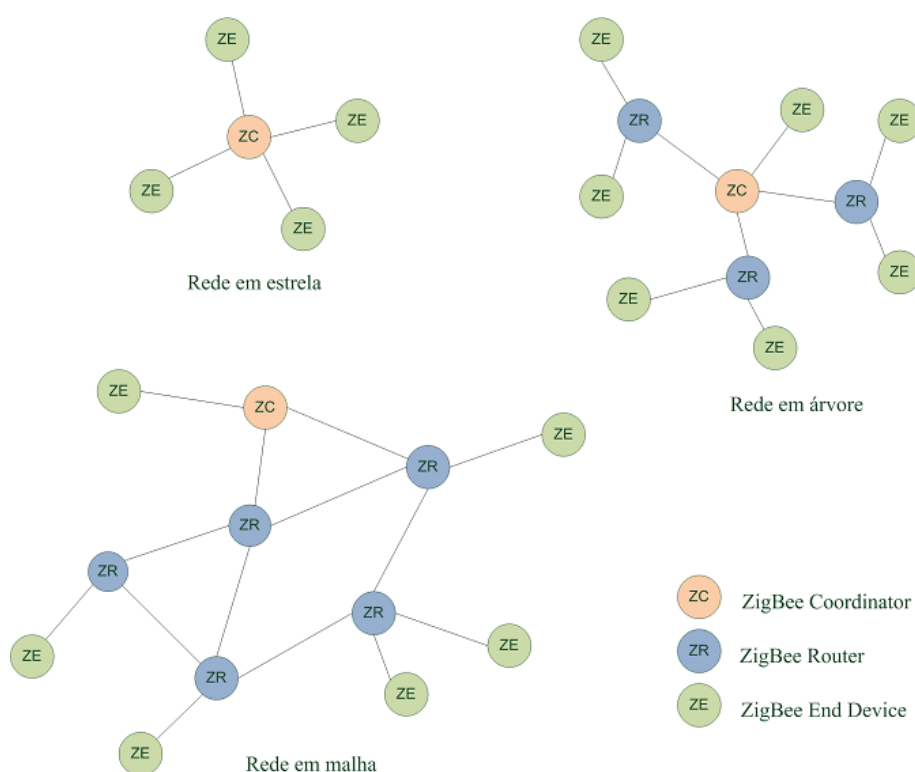 ZE
ZC
ZE
ZE
ZE
Rede em estrela
ZE
ZR
ZE
ZE
ZC
ZE
ZR
ZR
ZE
ZE
ZE
Rede em árvore
ZE
ZC
ZR
ZE
ZR
ZR
ZR
ZE
ZE
ZR
ZE
ZE
Rede em malha
ZC ZigBee Coordinator
ZR ZigBee Router
ZE ZigBee End Device